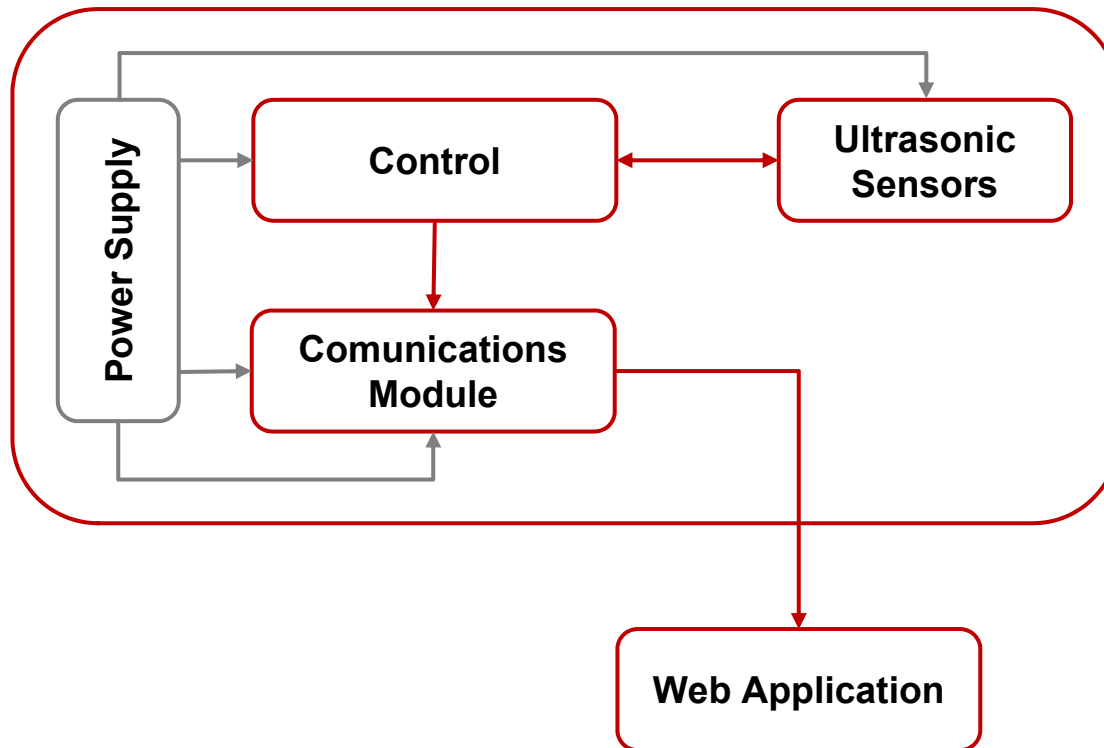 Power Supply
Control
Ultrasonic
Sensors
Comunications
Module
Web Application